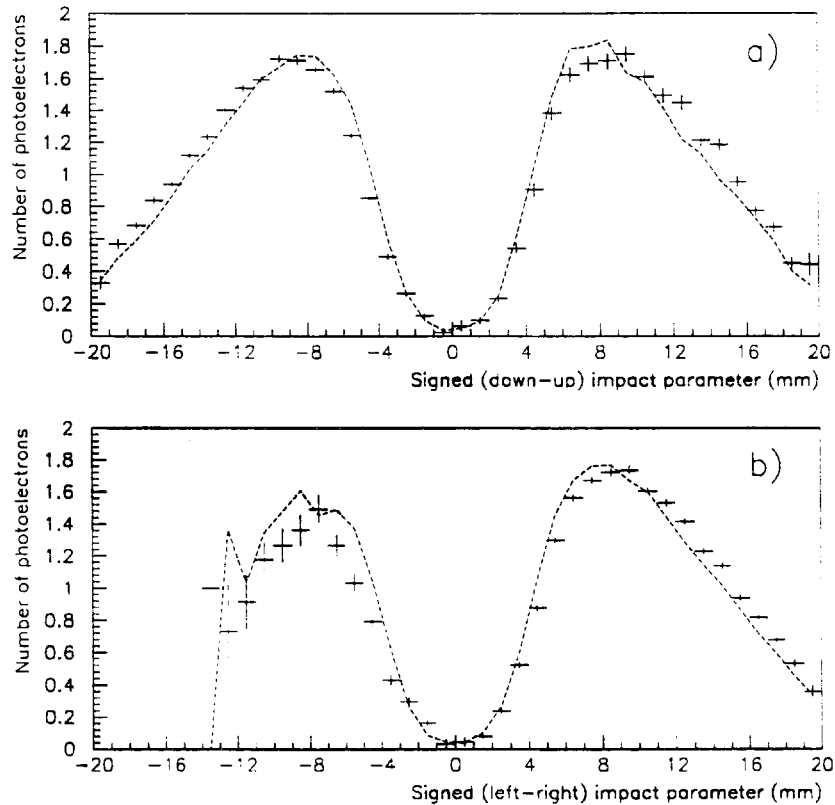 a)
Number of photoelectrons
2
1.8
1.6
1.4
1.2
1
0.8
0.6
0.4
0.2
0
−20 −16 −12 −8 −4 0 4 8 12 16 20
Signed (down−up) impact parameter (mm)
b)
Number of photoelectrons
2
1.8
1.6
1.4
1.2
1
0.8
0.6
0.4
0.2
0
−20 −16 −12 −8 −4 0 4 8 12 16 20
Signed (left−right) impact parameter (mm)